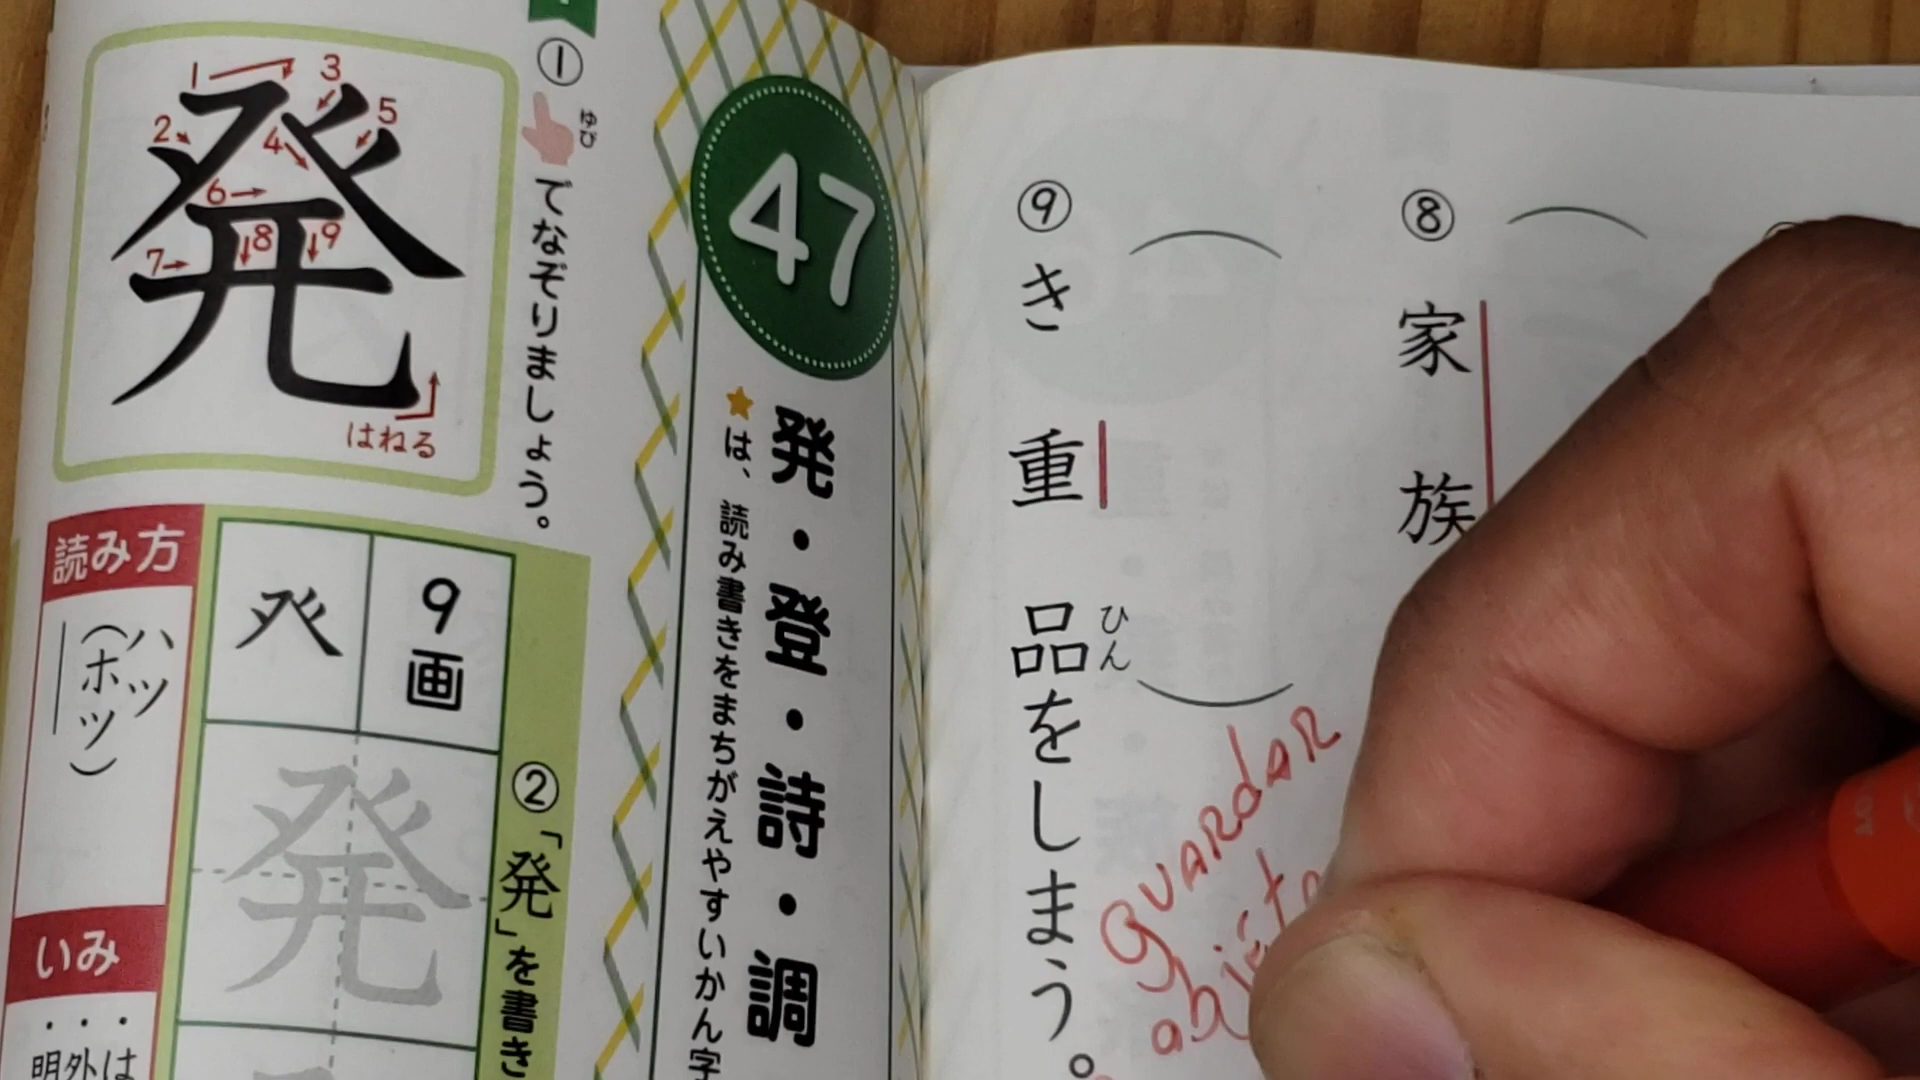 ⑧ 家族
⑨ き重品をしまう。
ひん
guardar
47
発・登・詩・調
★は、読み書きをまちがえやすいかん字
① でなぞりましょう。
ゆび
1
2
3
4
5
6
7
8
9
発
はねる
②「発」を書き
9画
癶
発
読み方
ハツ
(ホツ)
いみ
は
外
明